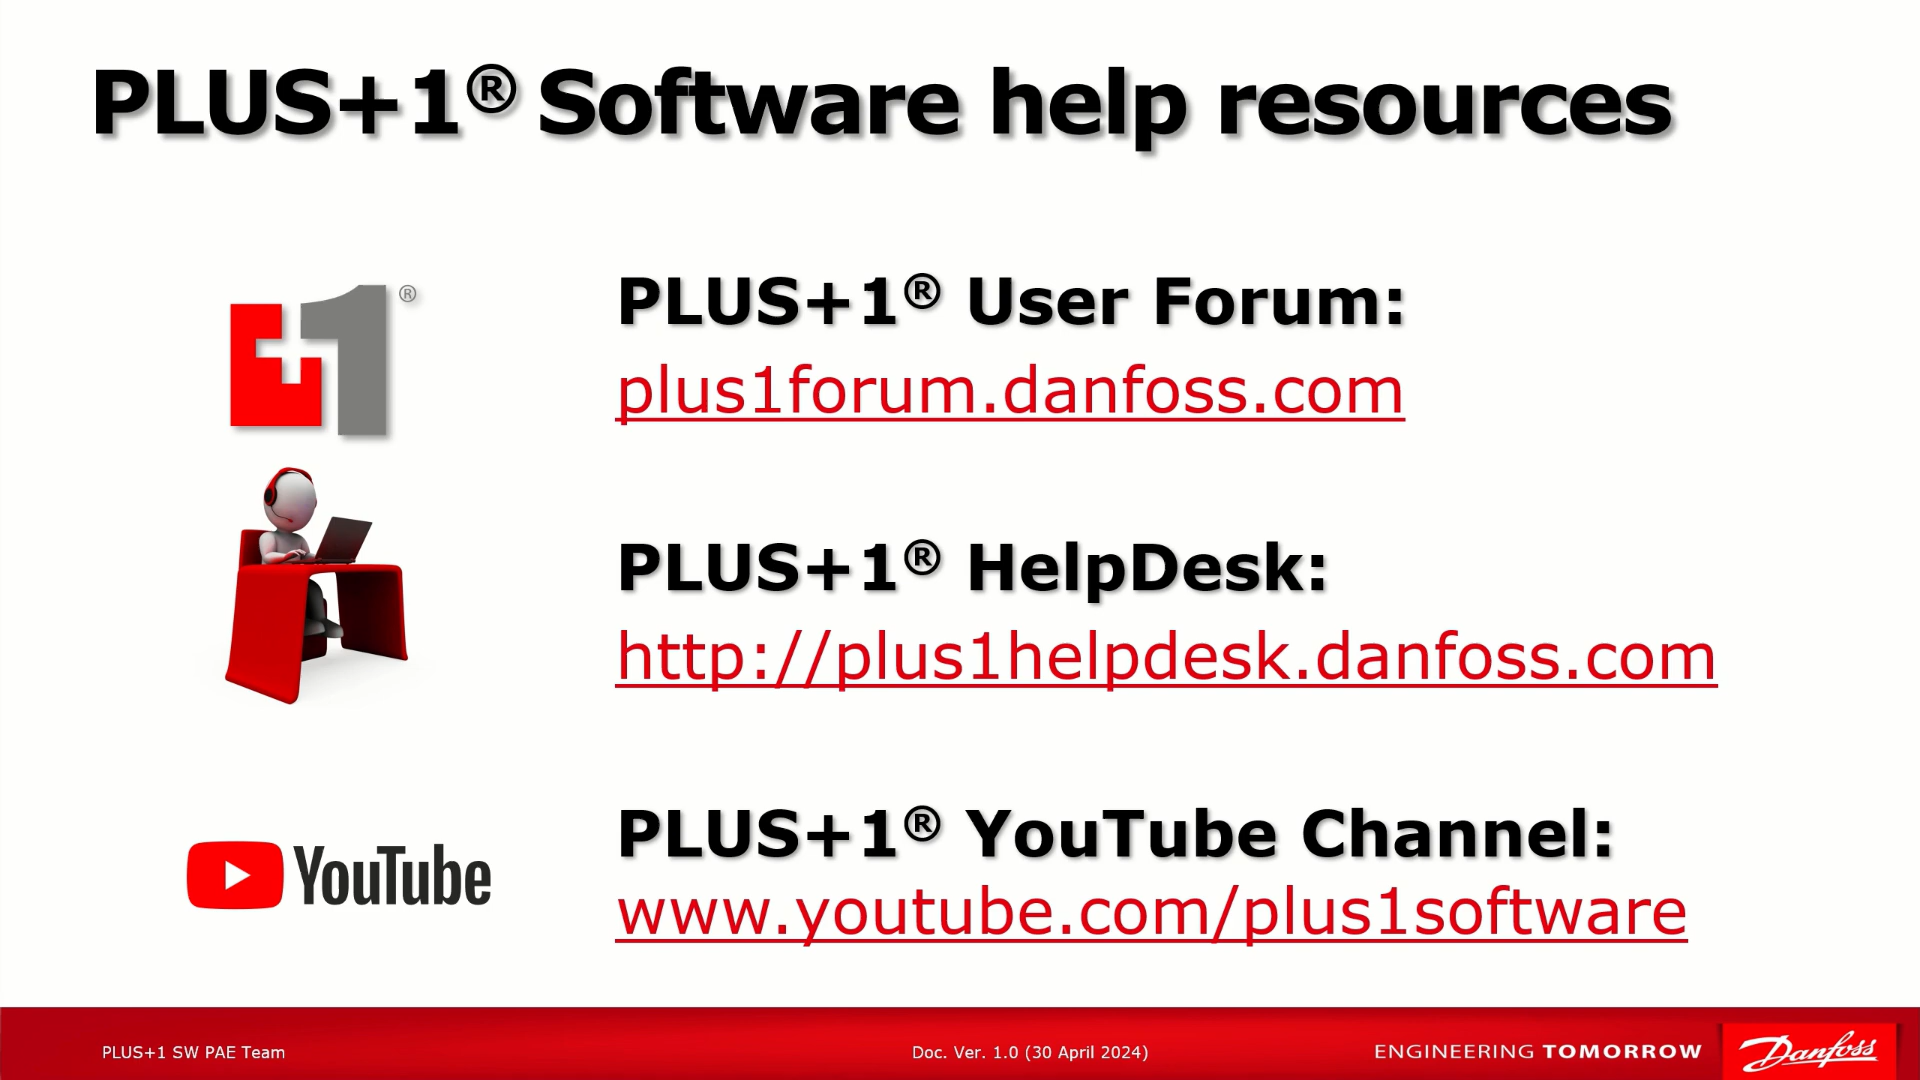 PLUS+1® Software help resources
®
PLUS+1® User Forum:
plus1forum.danfoss.com
PLUS+1® HelpDesk:
http://plus1helpdesk.danfoss.com
YouTube
PLUS+1® YouTube Channel:
www.youtube.com/plus1software
PLUS+1 SW PAE Team
Doc. Ver. 1.0 (30 April 2024)
ENGINEERING TOMORROW
Danfoss